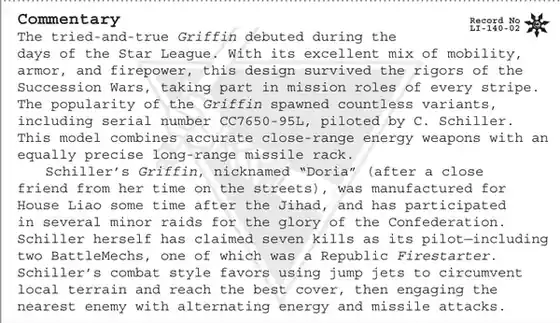 Commentary
Record No
LI-140-02
The tried-and-true Griffin debuted during the
days of the Star League. With its excellent mix of mobility,
armor, and firepower, this design survived the rigors of the
Succession Wars, taking part in mission roles of every stripe.
The popularity of the Griffin spawned countless variants,
including serial number CC7650-95L, piloted by C. Schiller.
This model combines accurate close-range energy weapons with an
equally precise long-range missile rack.
Schiller’s Griffin, nicknamed “Doria” (after a close
friend from her time on the streets), was manufactured for
House Liao some time after the Jihad, and has participated
in several minor raids for the glory of the Confederation.
Schiller herself has claimed seven kills as its pilot—including
two BattleMechs, one of which was a Republic Firestarter.
Schiller’s combat style favors using jump jets to circumvent
local terrain and reach the best cover, then engaging the
nearest enemy with alternating energy and missile attacks.